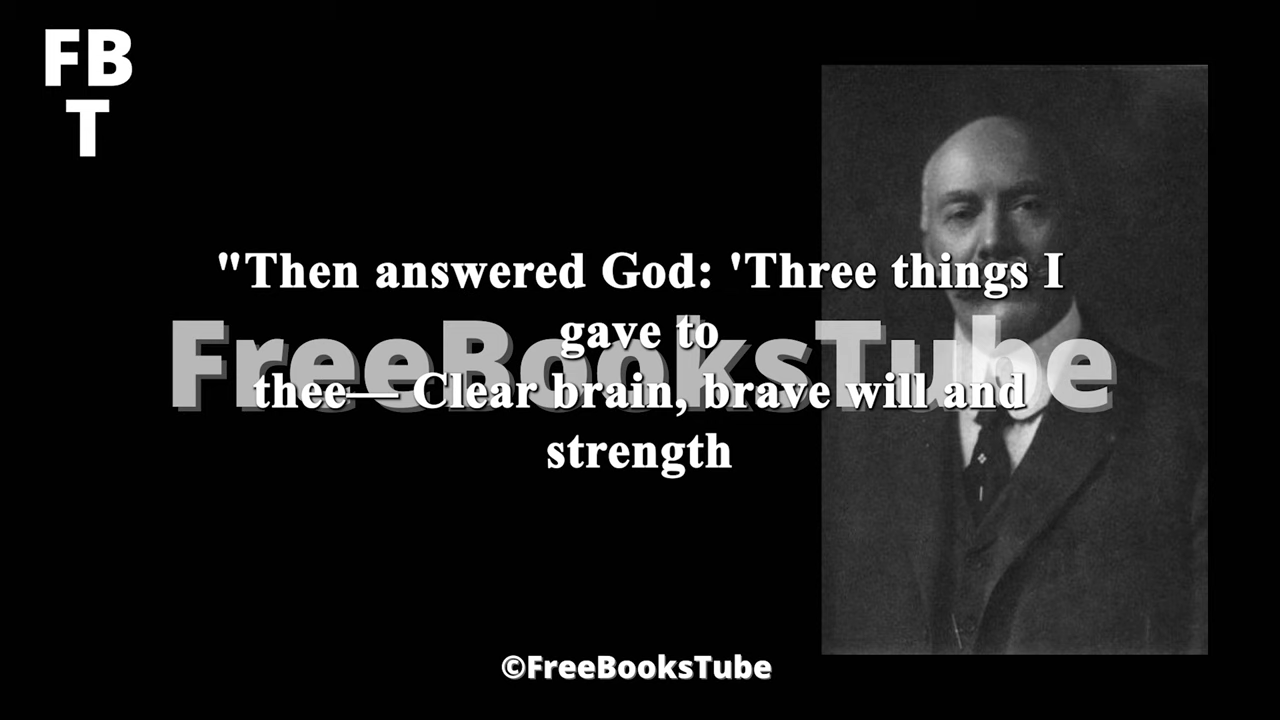 FB
T
"Then answered God: 'Three things I
gave to
FreeBooksTube
thee— Clear brain, brave will and
strength
©FreeBooksTube